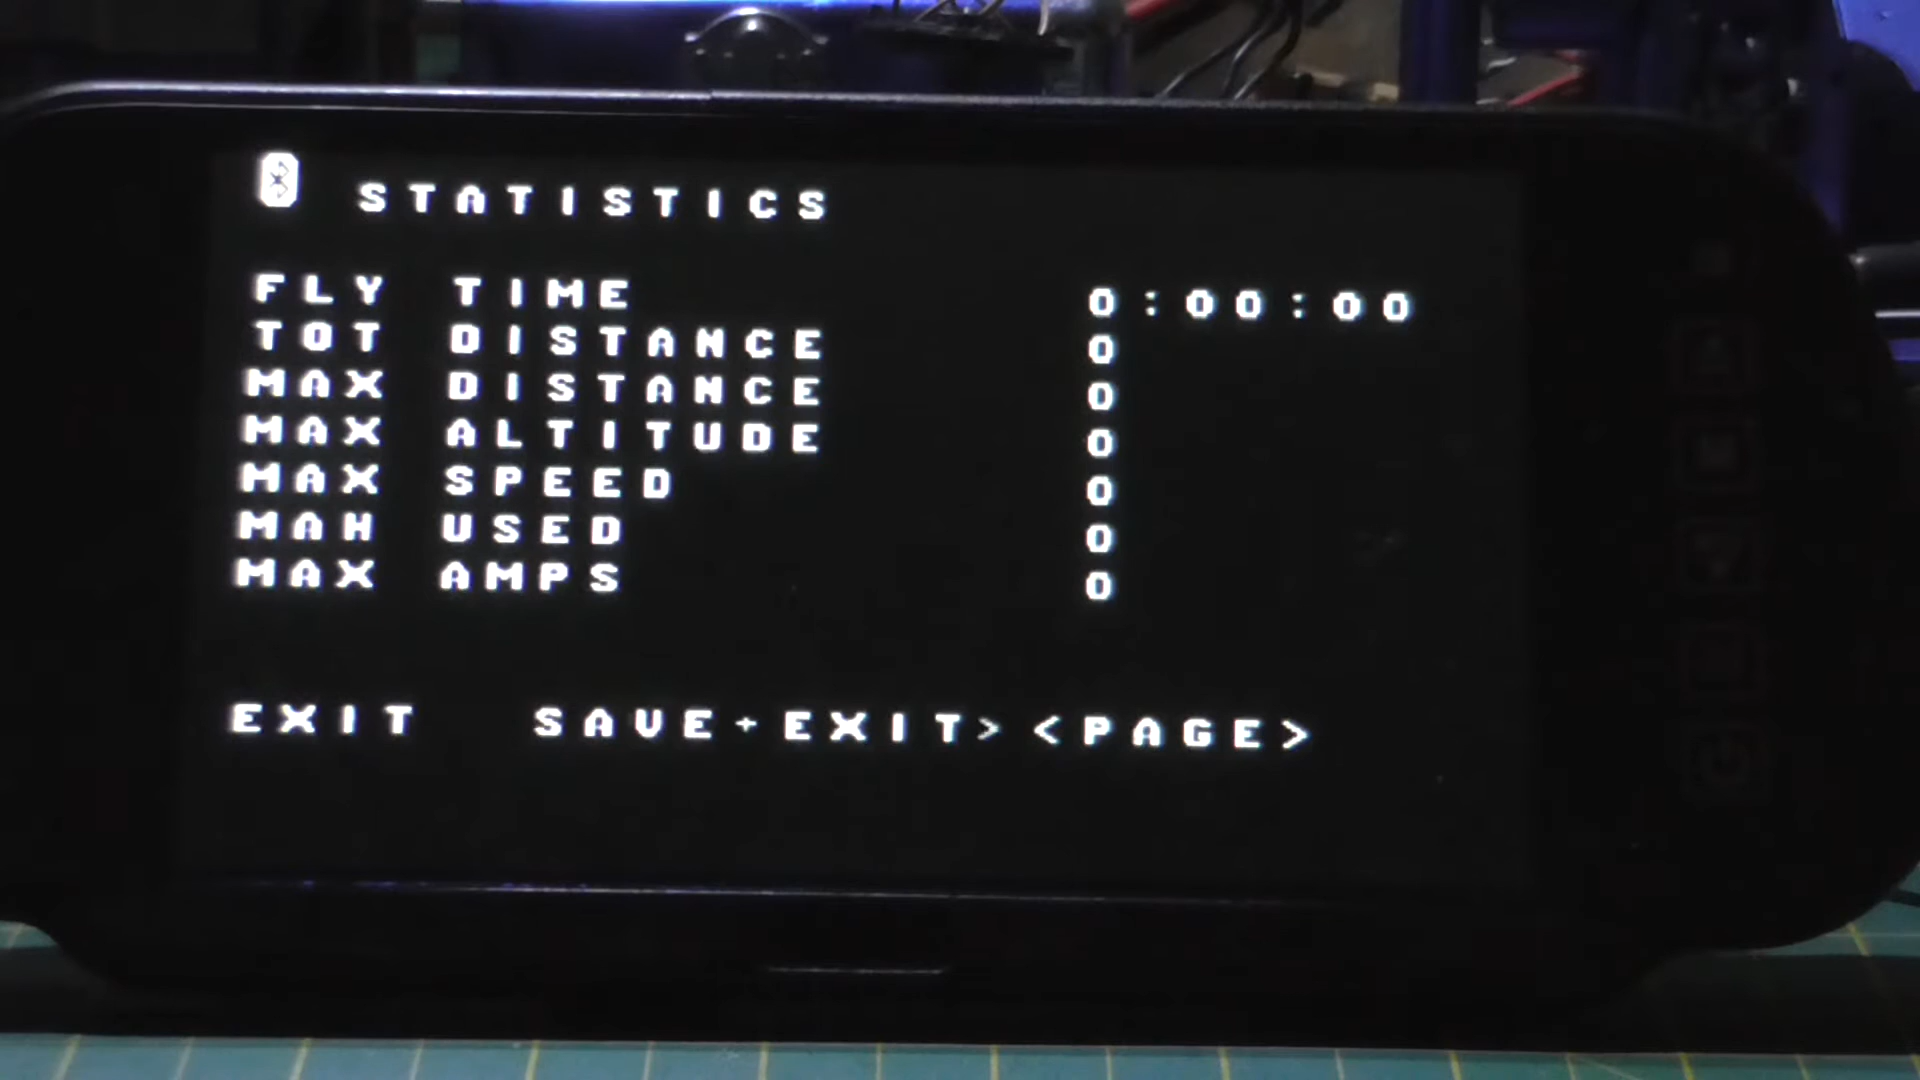 0 STATISTICS
FLY TIME 0:00:00
TOT DISTANCE 0
MAX DISTANCE 0
MAX ALTITUDE 0
MAX SPEED 0
MAH USED 0
MAX AMPS 0
EXIT SAVE+EXIT> <PAGE>